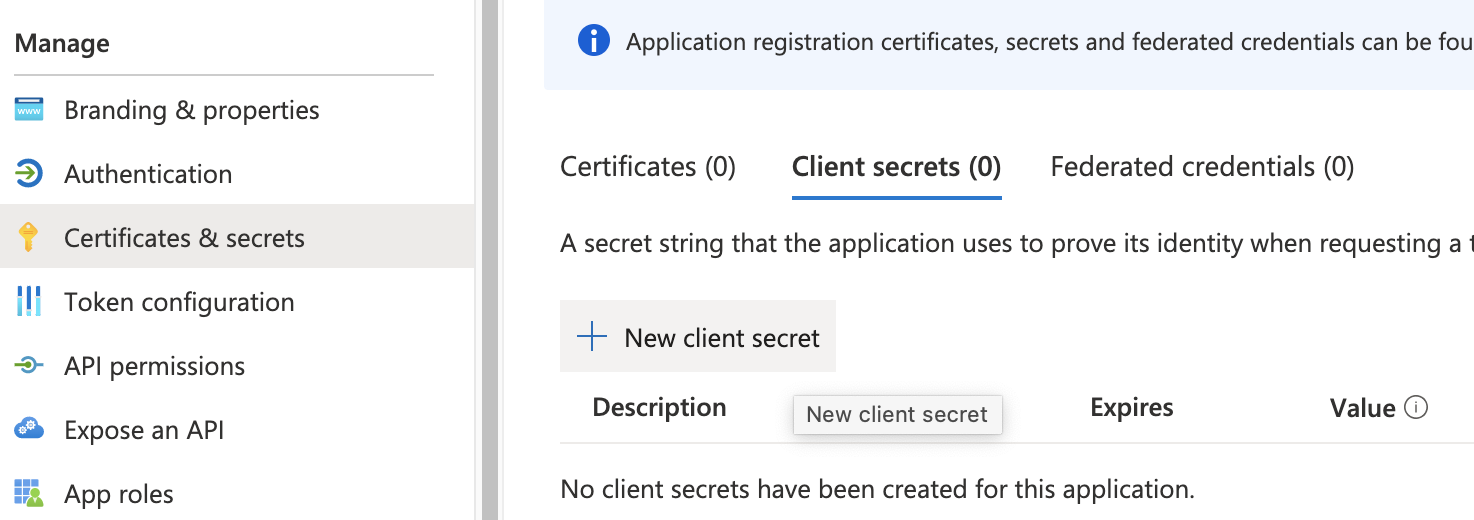 Manage
www
Branding & properties
Authentication
Certificates & secrets
Token configuration
API permissions
Expose an API
App roles
Application registration certificates, secrets and federated credentials can be fou
Certificates (0) Client secrets (0) Federated credentials (0)
A secret string that the application uses to prove its identity when requesting a t
New client secret
Description Expires Value
New client secret
No client secrets have been created for this application.